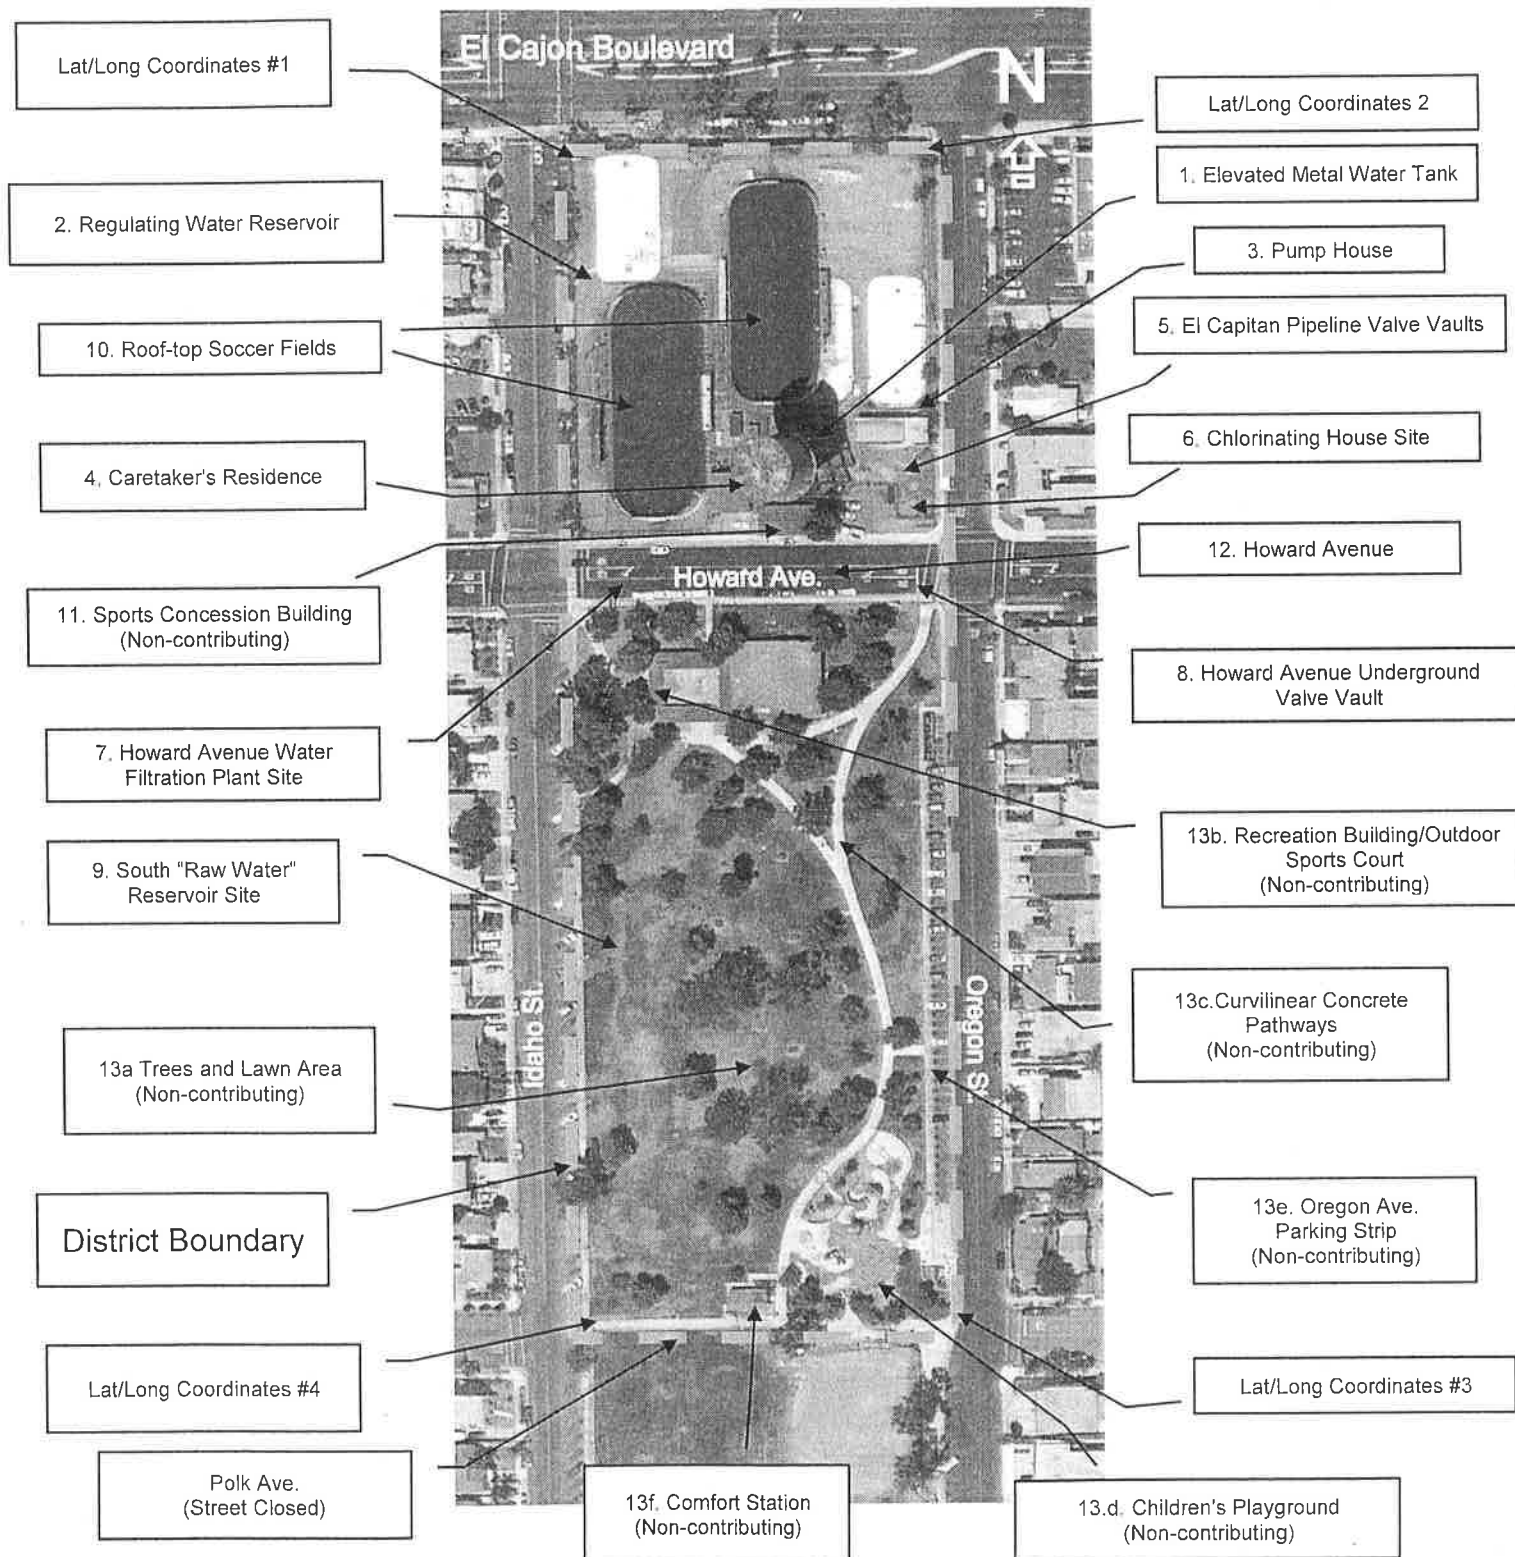 El Cajon Boulevard
N
Lat/Long Coordinates #1
Lat/Long Coordinates 2
1. Elevated Metal Water Tank
2. Regulating Water Reservoir
3. Pump House
5. El Capitan Pipeline Valve Vaults
10. Roof-top Soccer Fields
6. Chlorinating House Site
4. Caretaker's Residence
12. Howard Avenue
Howard Ave.
11. Sports Concession Building
(Non-contributing)
8. Howard Avenue Underground
Valve Vault
7. Howard Avenue Water
Filtration Plant Site
13b. Recreation Building/Outdoor
Sports Court
(Non-contributing)
9. South "Raw Water"
Reservoir Site
Idaho St.
Oregon St.
13c.Curvilinear Concrete
Pathways
(Non-contributing)
13a Trees and Lawn Area
(Non-contributing)
13e. Oregon Ave.
Parking Strip
(Non-contributing)
District Boundary
Lat/Long Coordinates #4
Lat/Long Coordinates #3
Polk Ave.
(Street Closed)
13f. Comfort Station
(Non-contributing)
13.d. Children's Playground
(Non-contributing)